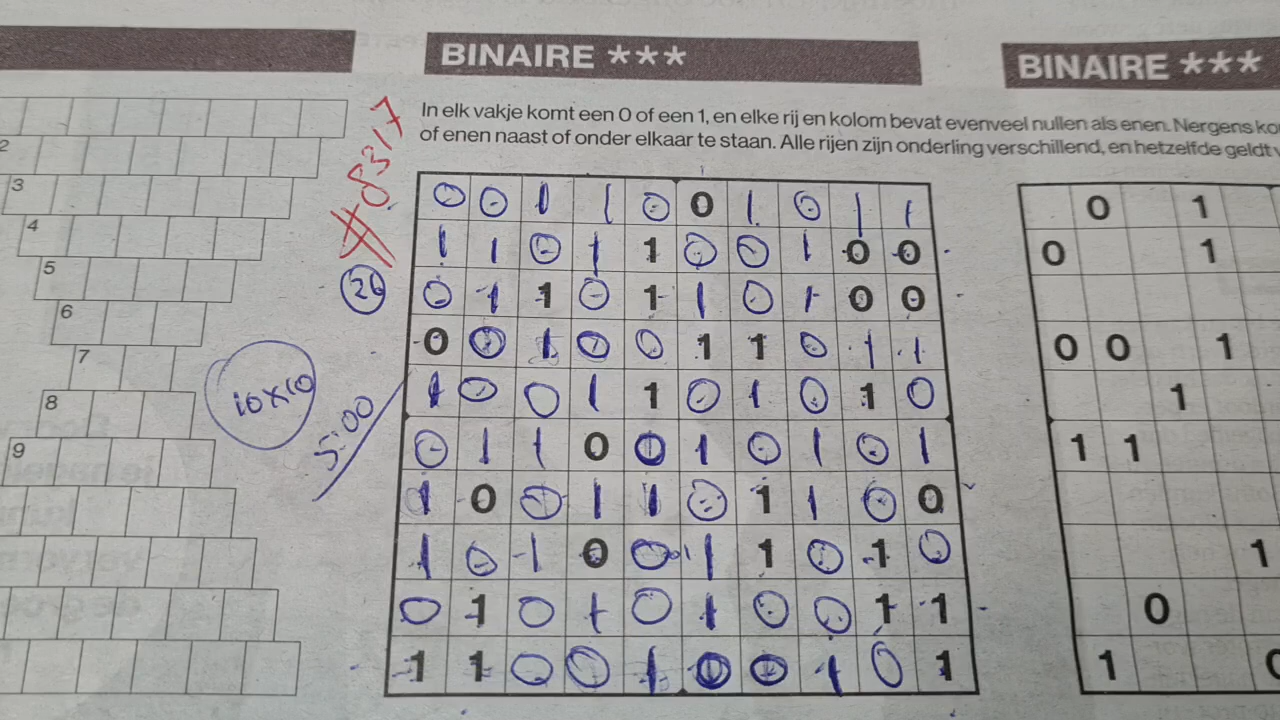 BINAIRE ***
BINAIRE ***
In elk vakje komt een 0 of een 1, en elke rij en kolom bevat evenveel nullen als enen. Nergens
of enen naast of onder elkaar te staan. Alle rijen zijn onderling verschillend, en hetzelfde geldt
#8317
26
10x10
5:00
2
3
4
5
6
7
8
9
0 0 1 1 0 0 1 0 1 1
1 1 0 1 1 0 0 1 0 0
0 1 1 0 1 1 0 1 0 0
0 0 1 0 0 1 1 0 1 1
1 0 0 1 1 0 1 0 1 0
0 1 1 0 0 1 0 1 0 1
1 0 0 1 1 0 1 1 0 0
1 0 1 0 0 1 1 0 1 0
0 1 0 1 0 1 0 0 1 1
1 1 0 0 1 0 0 1 0 1
0 1
0 1
0 0 1
1
1 1
1
0
1 0